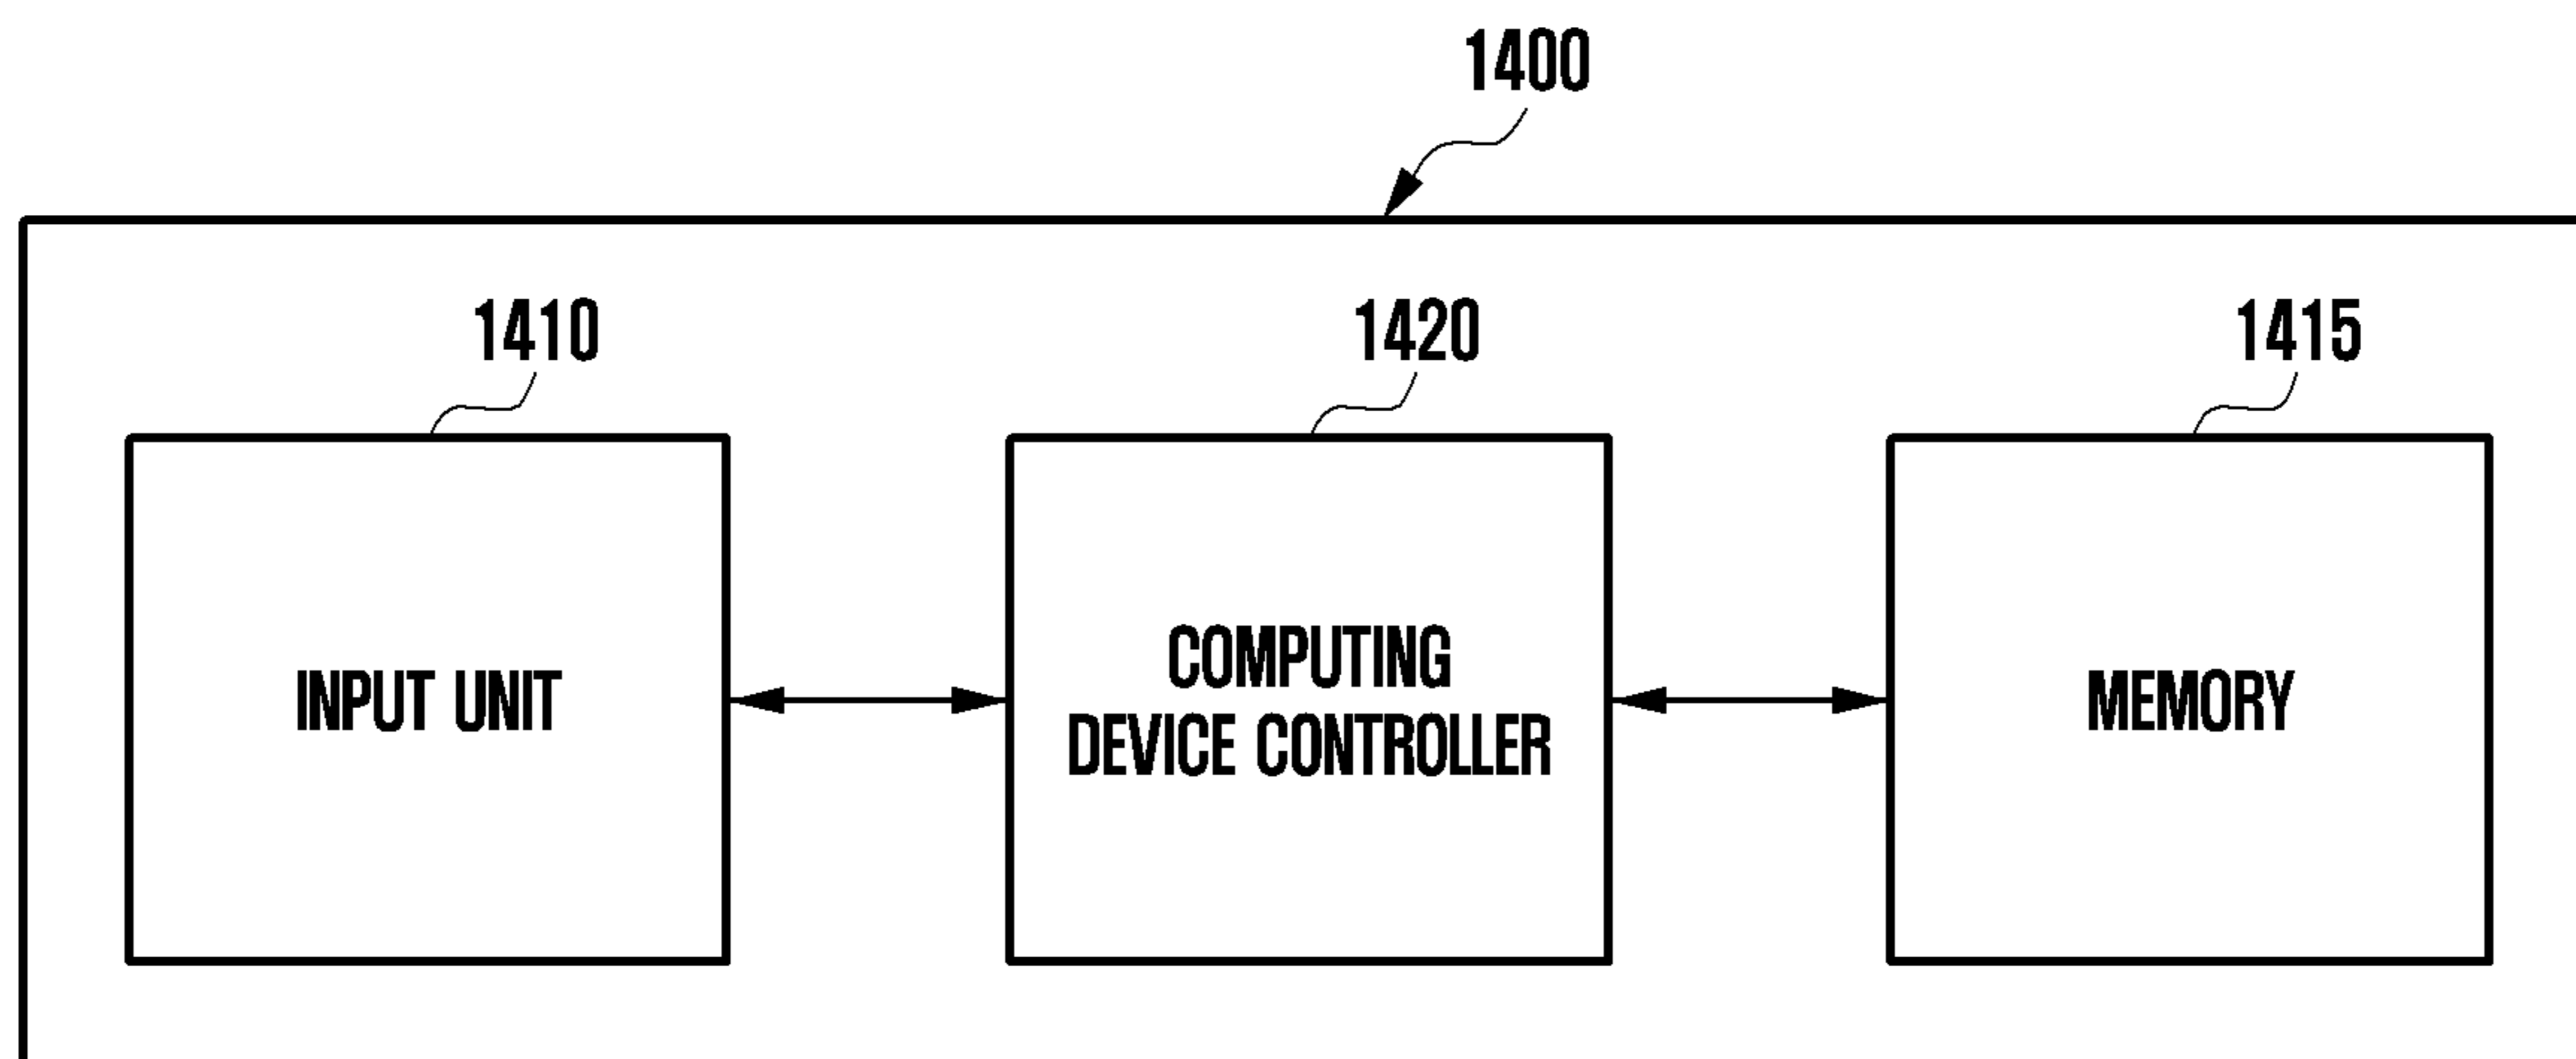 1400
1410
1420
1415
INPUT UNIT
COMPUTING
DEVICE CONTROLLER
MEMORY